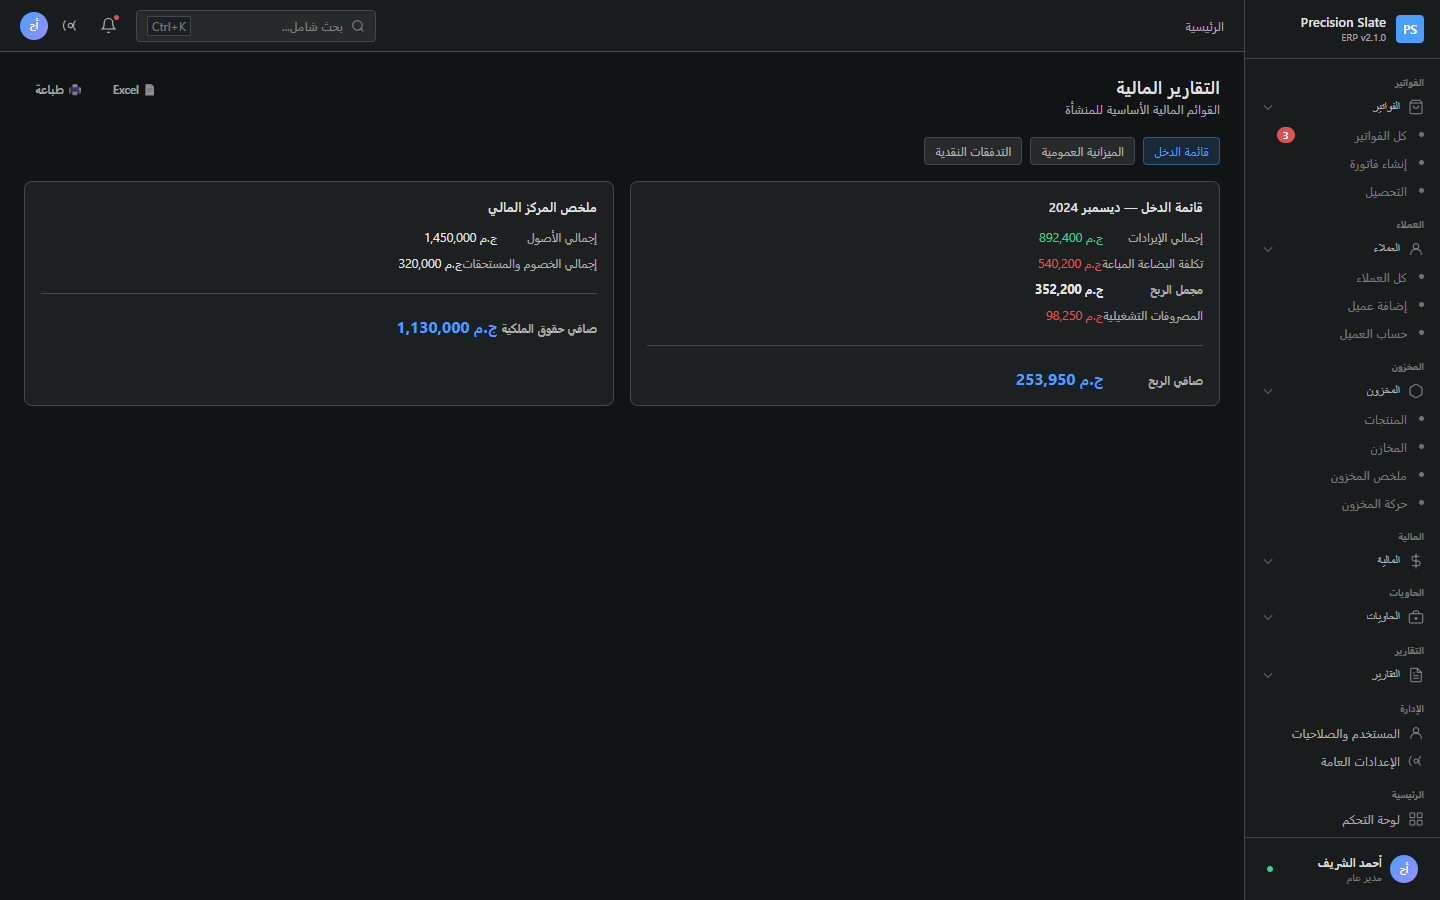 Precision Slate
PS
ERP v2.1.0
الفواتير
الفواتير
كل الفواتير
3
إنشاء فاتورة
التحصيل
العملاء
العملاء
كل العملاء
إضافة عميل
حساب العميل
المخزون
المخزون
المنتجات
المخازن
ملخص المخزون
حركة المخزون
المالية
المالية
الحاويات
الحاويات
التقارير
التقارير
الإدارة
المستخدم والصلاحيات
الإعدادات العامة
الرئيسية
لوحة التحكم
أحمد الشريف
مدير عام
أح
الرئيسية
بحث شامل...
Ctrl+K
أح
التقارير المالية
القوائم المالية الأساسية للمنشأة
Excel
طباعة
قائمة الدخل
الميزانية العمومية
التدفقات النقدية
قائمة الدخل — ديسمبر 2024
إجمالي الإيرادات ج.م 892,400
تكلفة البضاعة المباعة ج.م 540,200
مجمل الربح ج.م 352,200
المصروفات التشغيلية ج.م 98,250
صافي الربح ج.م 253,950
ملخص المركز المالي
إجمالي الأصول ج.م 1,450,000
إجمالي الخصوم والمستحقات ج.م 320,000
صافي حقوق الملكية ج.م 1,130,000